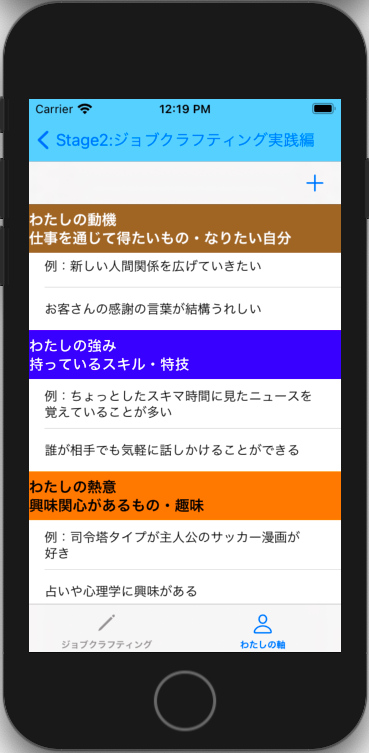 Carrier 12:19 PM
Stage2:ジョブクラフティング実践編
+
わたしの動機
仕事を通じて得たいもの・なりたい自分
例：新しい人間関係を広げていきたい
お客さんの感謝の言葉が結構うれしい
わたしの強み
持っているスキル・特技
例：ちょっとしたスキマ時間に見たニュースを
覚えていることが多い
誰が相手でも気軽に話しかけることができる
わたしの熱意
興味関心があるもの・趣味
例：司令塔タイプが主人公のサッカー漫画が
好き
占いや心理学に興味がある
ジョブクラフティング わたしの軸